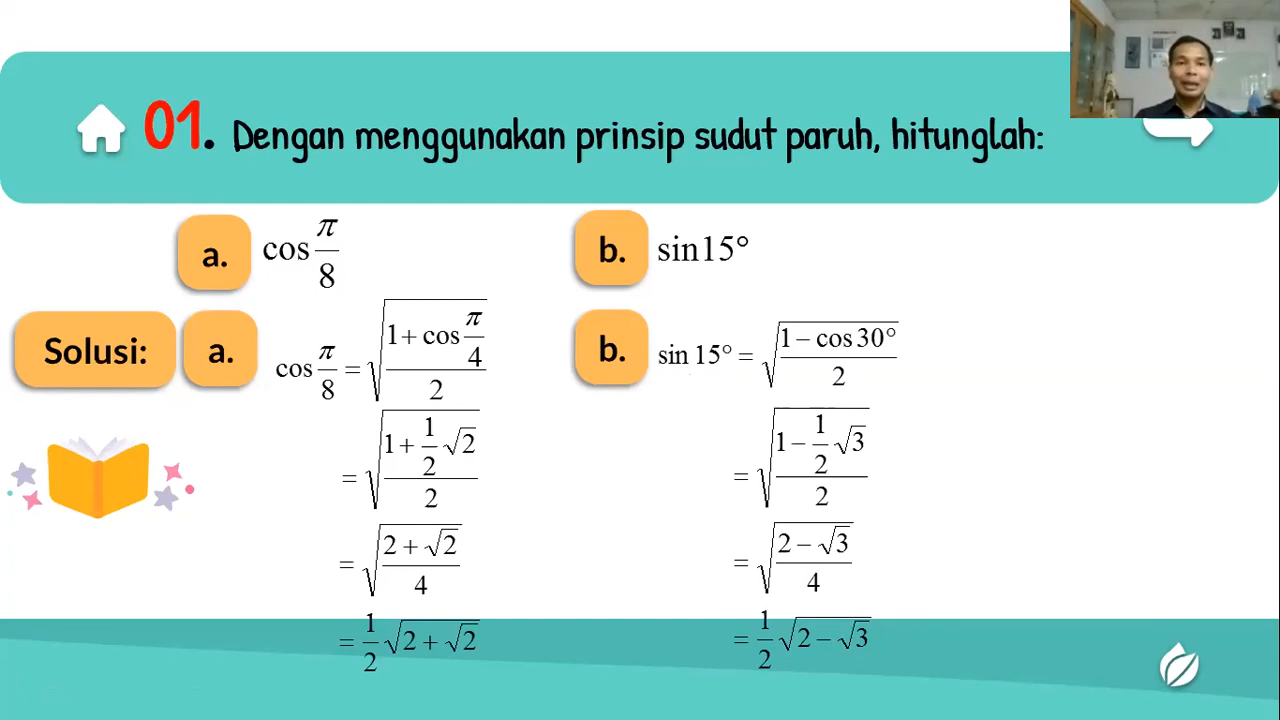 01. Dengan menggunakan prinsip sudut paruh, hitunglah:
a. cos π/8
b. sin15°
Solusi:
a. cos π/8 = √((1 + cos π/4)/2)
= √((1 + 1/2 √2)/2)
= √((2 + √2)/4)
= 1/2 √(2 + √2)
b. sin 15° = √((1 − cos 30°)/2)
= √((1 − 1/2 √3)/2)
= √((2 − √3)/4)
= 1/2 √(2 − √3)